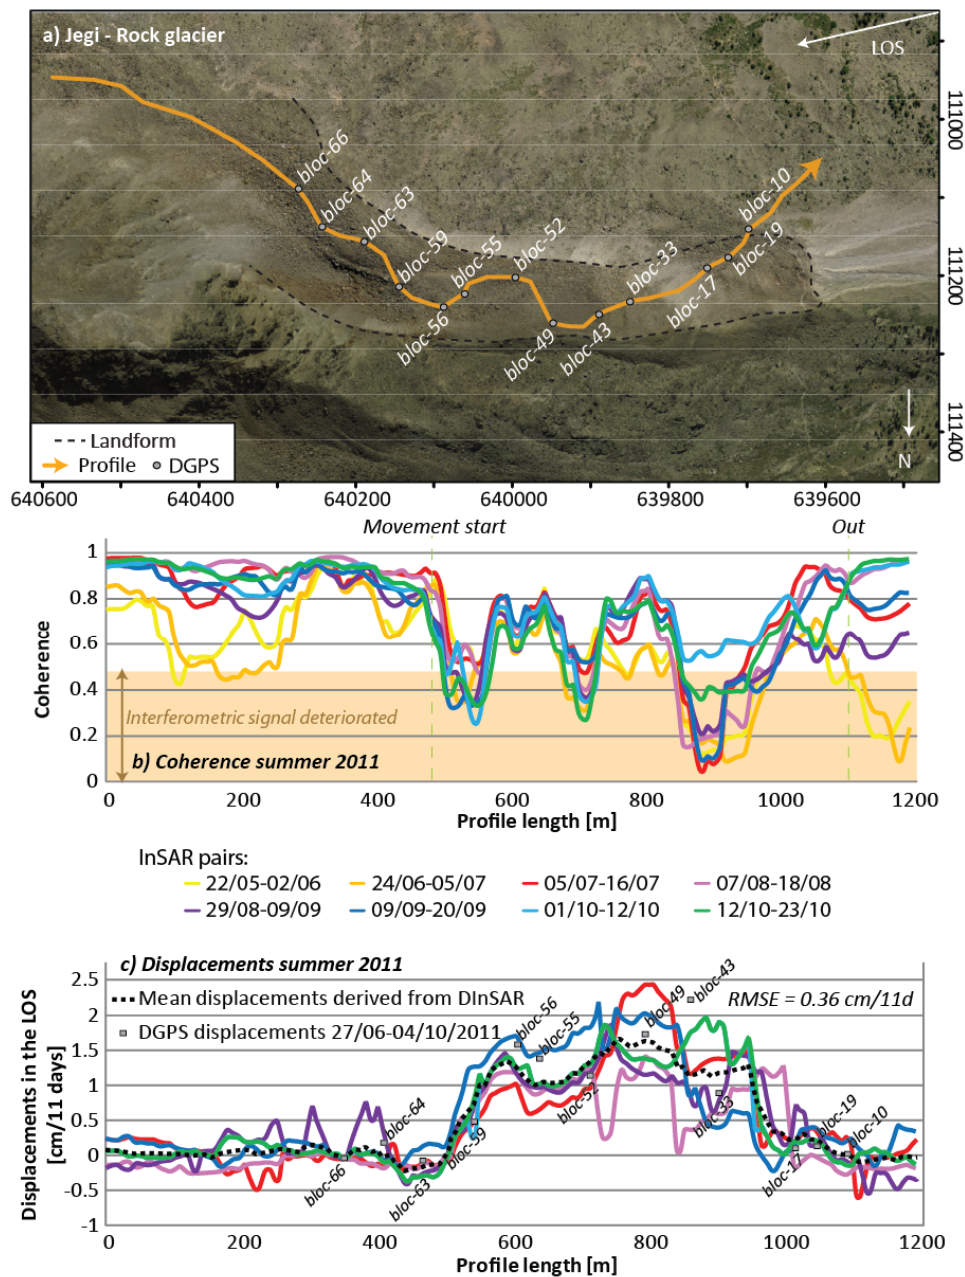 a) Jegi - Rock glacier
LOS
bloc-66
bloc-64
bloc-63
bloc-59
bloc-56
bloc-55
bloc-52
bloc-49
bloc-43
bloc-33
bloc-17
bloc-19
bloc-10
111000
111200
111400
N
Landform
Profile DGPS
640600 640400 640200 640000 639800 639600
Movement start Out
1
0.8
0.6
0.4
0.2
0
Coherence
Interferometric signal deteriorated
b) Coherence summer 2011
0 200 400 600 800 1000 1200
Profile length [m]
InSAR pairs:
22/05-02/06 24/06-05/07 05/07-16/07 07/08-18/08
29/08-09/09 09/09-20/09 01/10-12/10 12/10-23/10
c) Displacements summer 2011
Mean displacements derived from DInSAR
DGPS displacements 27/06-04/10/2011
RMSE = 0.36 cm/11d
2.5
2
1.5
1
0.5
0
-0.5
-1
Displacements in the LOS
[cm/11 days]
bloc-66
bloc-64
bloc-63
bloc-59
bloc-56
bloc-55
bloc-52
bloc-49
bloc-43
bloc-33
bloc-17
bloc-19
bloc-10
0 200 400 600 800 1000 1200
Profile length [m]